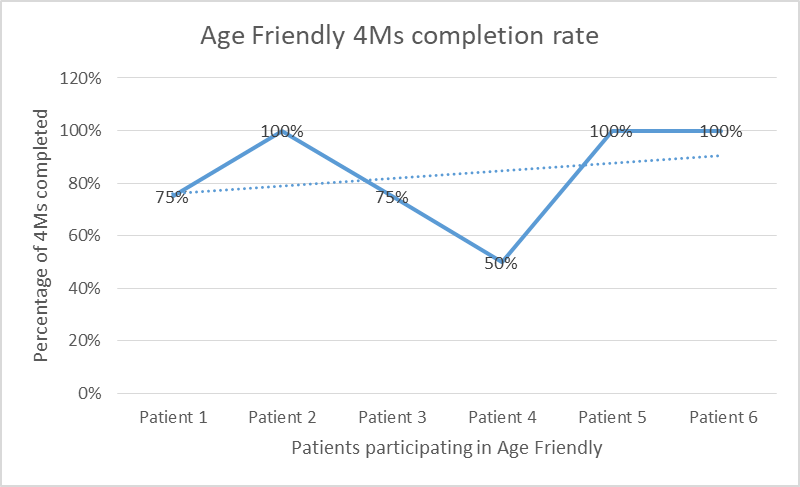 Age Friendly 4Ms completion rate
Percentage of 4Ms completed
120%
100%
80%
60%
40%
20%
0%
75%
100%
75%
50%
100%
100%
Patient 1
Patient 2
Patient 3
Patient 4
Patient 5
Patient 6
Patients participating in Age Friendly